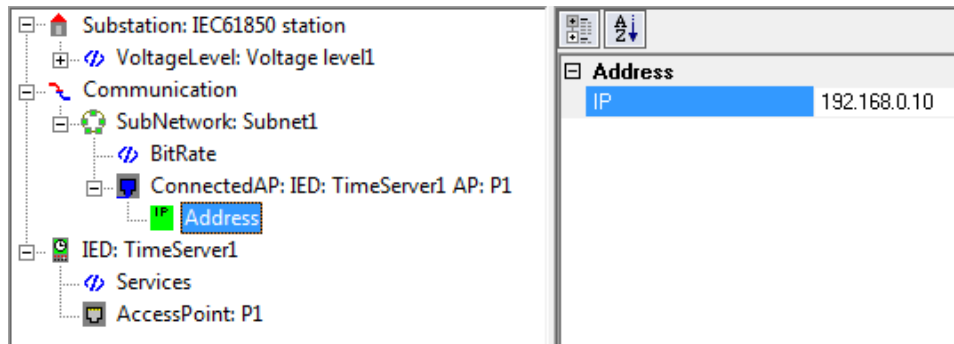 Substation: IEC61850 station
VoltageLevel: Voltage level1
Communication
SubNetwork: Subnet1
BitRate
ConnectedAP: IED: TimeServer1 AP: P1
IP Address
IED: TimeServer1
Services
AccessPoint: P1
A Z
Address
IP 192.168.0.10